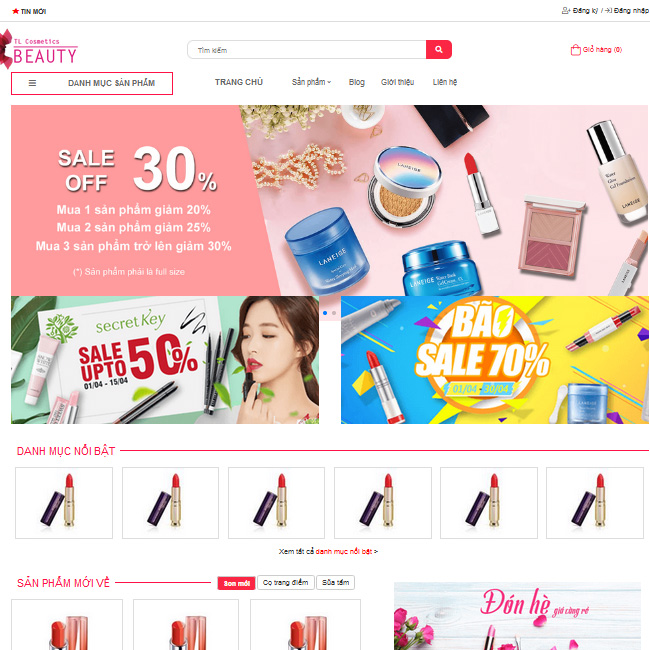 TIN MỚI
Đăng ký / Đăng nhập
TL Cosmetics
BEAUTY
Tìm kiếm
Giỏ hàng (0)
DANH MỤC SẢN PHẨM
TRANG CHỦ
Sản phẩm
Blog
Giới thiệu
Liên hệ
SALE
OFF
30%
Mua 1 sản phẩm giảm 20%
Mua 2 sản phẩm giảm 25%
Mua 3 sản phẩm trở lên giảm 30%
(*) Sản phẩm phải là full size
LANEIGE
LANEIGE
LANEIGE
LANEIGE
secretKey
SALE
UPTO
50%
01/04 - 15/04
BÃO
SALE 70%
01/04 - 30/04
DANH MỤC NỔI BẬT
Xem tất cả danh mục nổi bật >
SẢN PHẨM MỚI VỀ
Son môi
Cọ trang điểm
Sữa tắm
Đón hè giá cùng rẻ